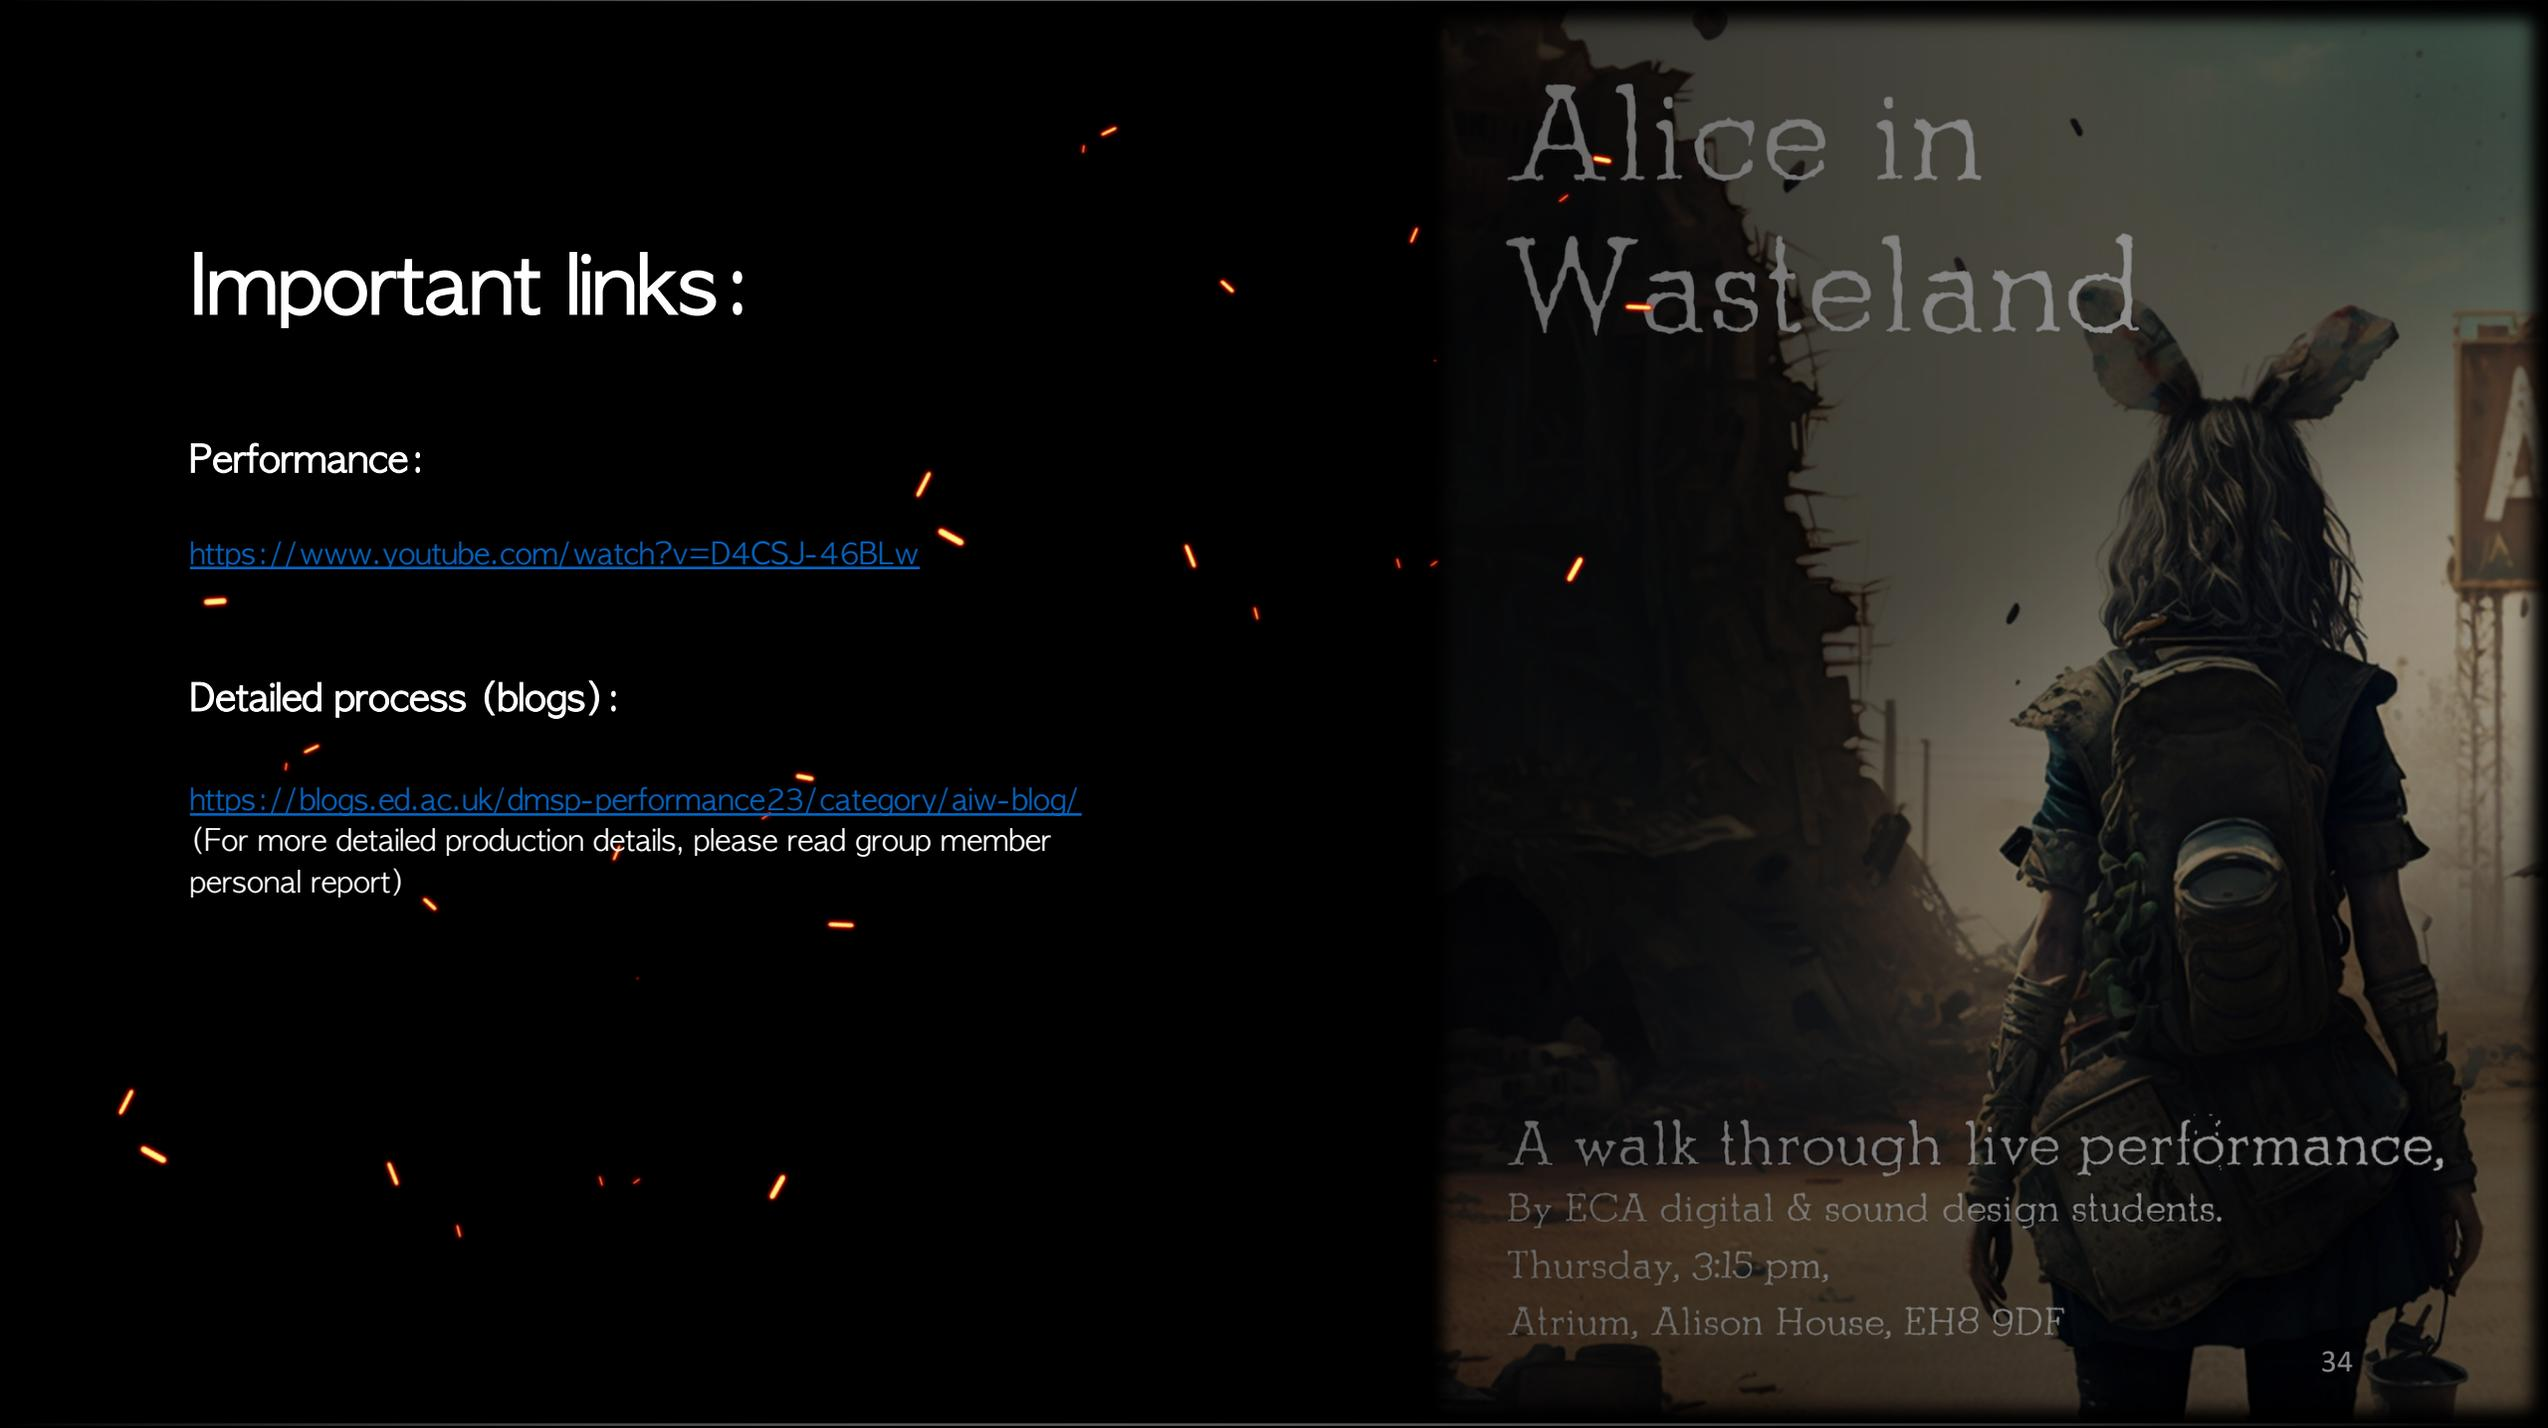 Important links:
Performance:
https://www.youtube.com/watch?v=D4CSJ-46BLw
Detailed process (blogs):
https://blogs.ed.ac.uk/dmsp-performance23/category/aiw-blog/
(For more detailed production details, please read group member
personal report)
Alice in
Wasteland
A
A walk through live performance,
By ECA digital & sound design students.
Thursday, 3:15 pm,
Atrium, Alison House, EH8 9DF
34